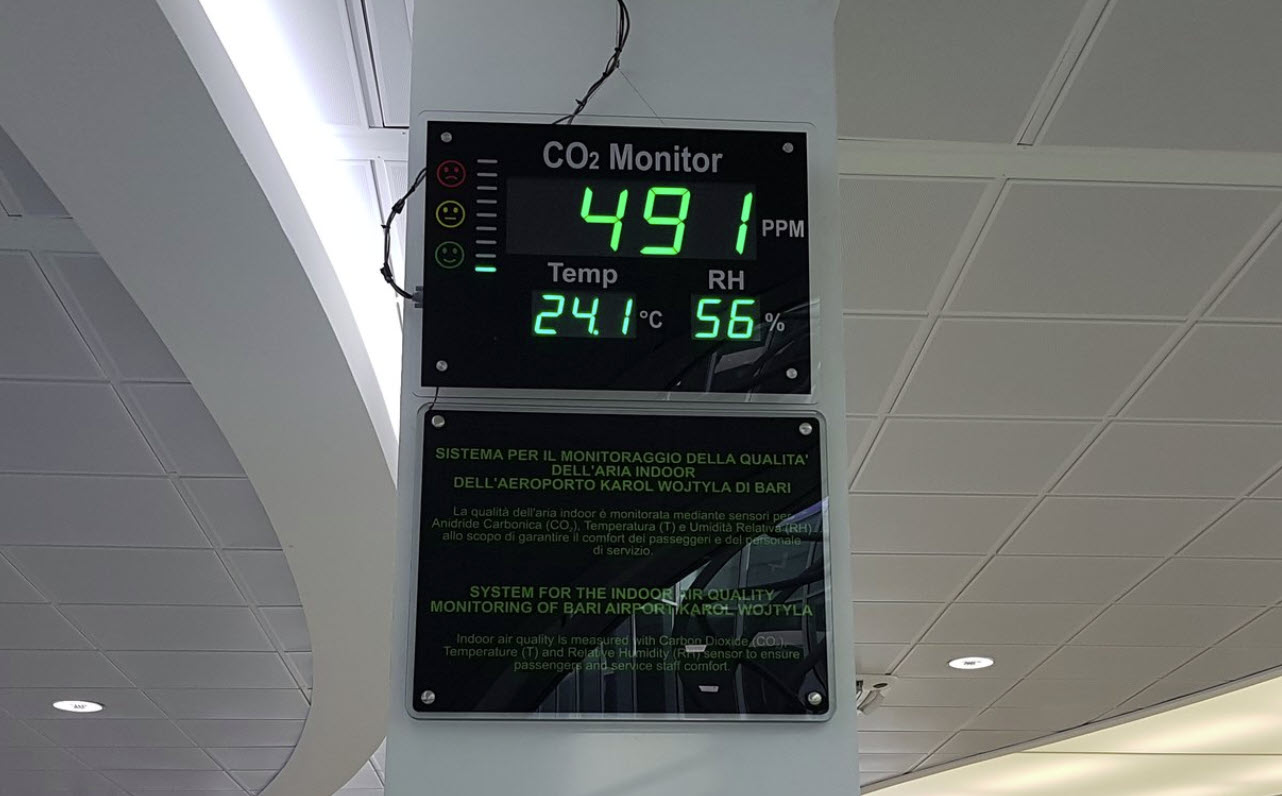 CO₂ Monitor
491 PPM
Temp RH
24.1 °C 56 %
SISTEMA PER IL MONITORAGGIO DELLA QUALITA'
DELL'ARIA INDOOR
DELL'AEROPORTO KAROL WOJTYLA DI BARI
La qualità dell'aria indoor è monitorata mediante sensori per
Anidride Carbonica (CO₂), Temperatura (T) e Umidità Relativa (RH)
allo scopo di garantire il comfort dei passeggeri e del personale
di servizio.
SYSTEM FOR THE INDOOR AIR QUALITY
MONITORING OF BARI AIRPORT KAROL WOJTYLA
Indoor air quality is measured with Carbon Dioxide (CO₂),
Temperature (T) and Relative Humidity (RH) sensor to ensure
passengers and service staff comfort.